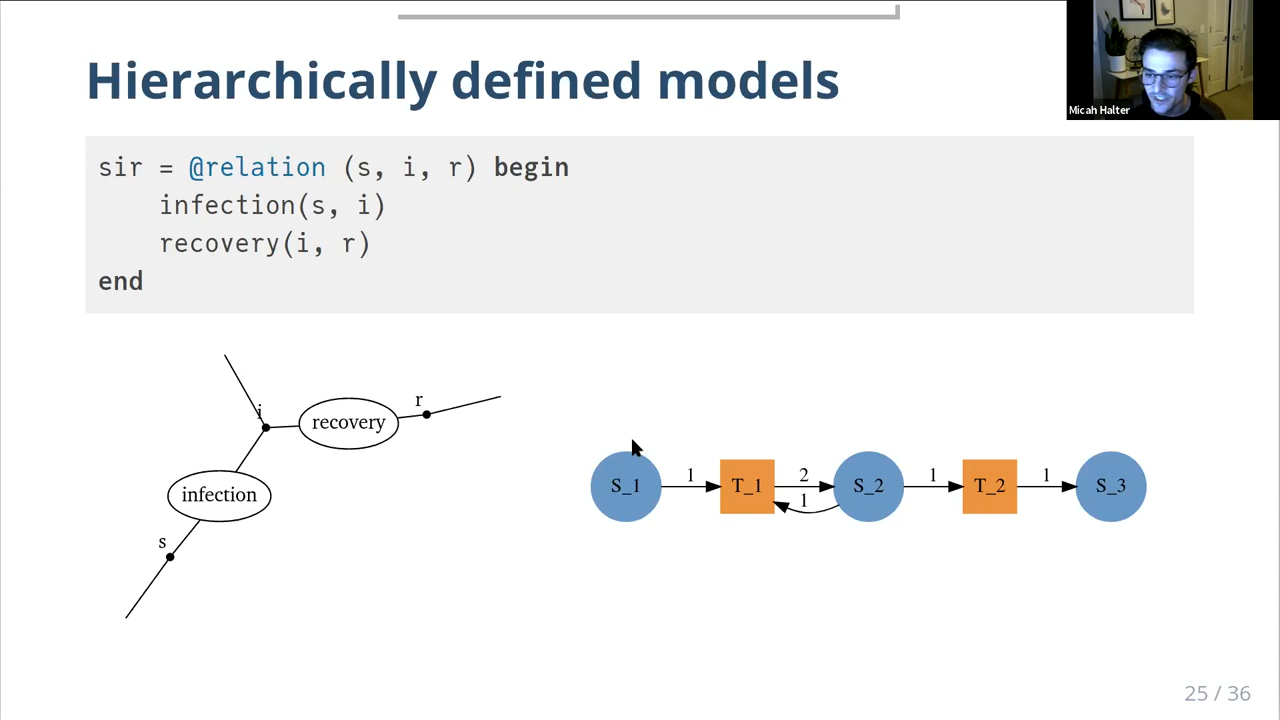 Hierarchically defined models
Micah Halter
sir = @relation (s, i, r) begin
    infection(s, i)
    recovery(i, r)
end
i
recovery
r
infection
s
S_1
1
T_1
2
1
S_2
1
T_2
1
S_3
25 / 36